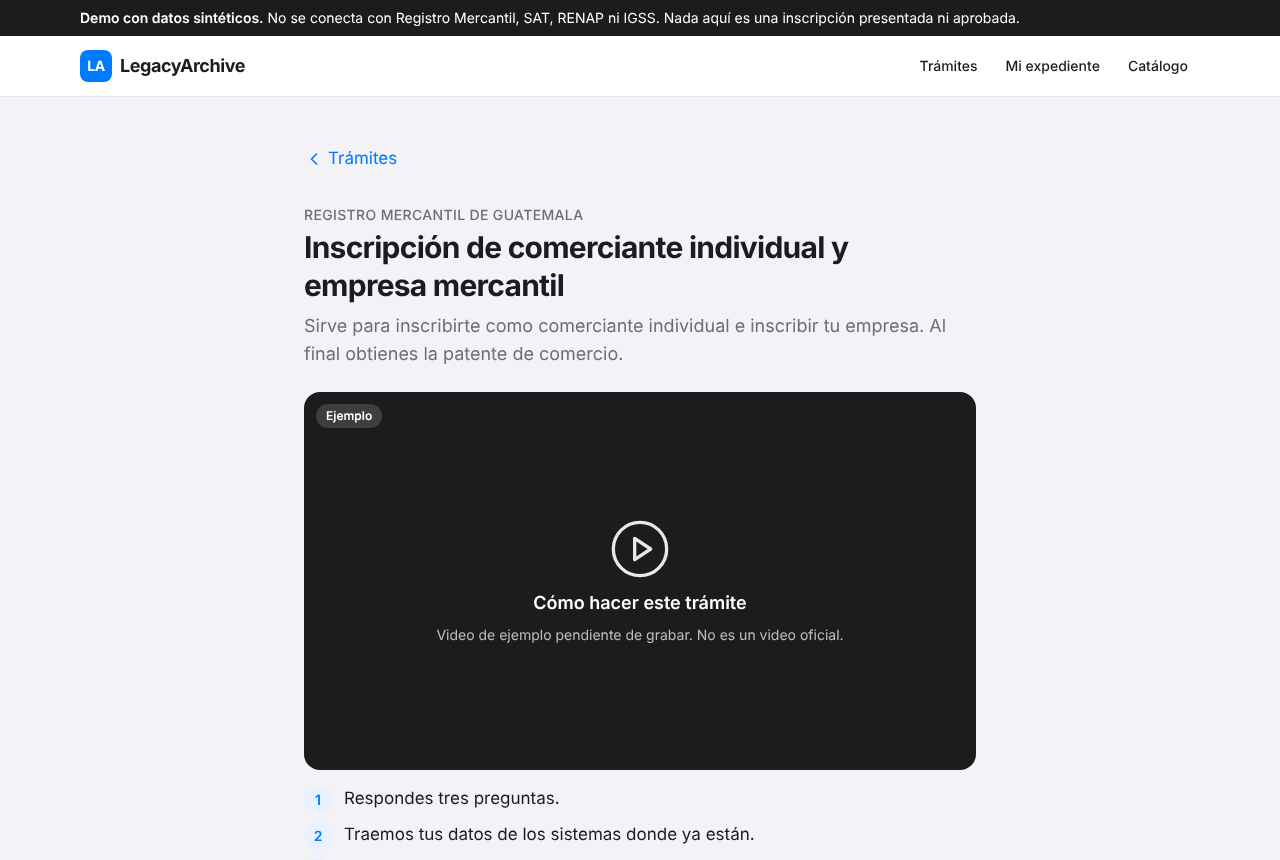 Demo con datos sintéticos. No se conecta con Registro Mercantil, SAT, RENAP ni IGSS. Nada aquí es una inscripción presentada ni aprobada.
LA LegacyArchive
Trámites Mi expediente Catálogo
Trámites
REGISTRO MERCANTIL DE GUATEMALA
Inscripción de comerciante individual y
empresa mercantil
Sirve para inscribirte como comerciante individual e inscribir tu empresa. Al
final obtienes la patente de comercio.
Ejemplo
Cómo hacer este trámite
Video de ejemplo pendiente de grabar. No es un video oficial.
1 Respondes tres preguntas.
2 Traemos tus datos de los sistemas donde ya están.